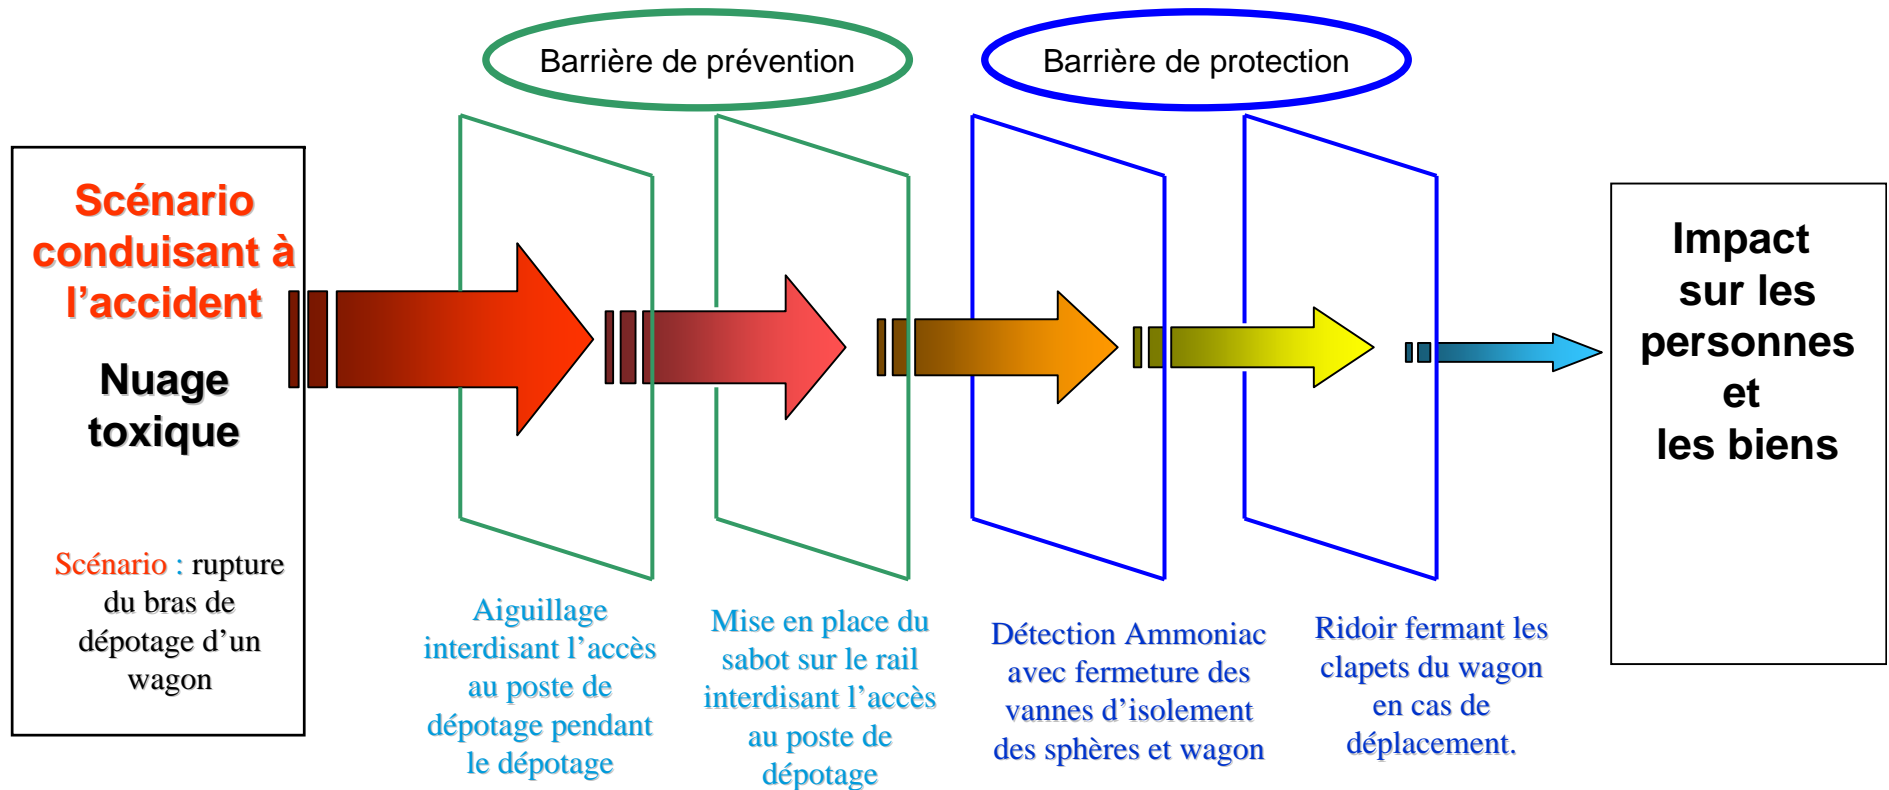 Barrière de prévention
Barrière de protection
Scénario
conduisant à
l’accident
Nuage
toxique
Scénario : rupture
du bras de
dépotage d’un
wagon
Aiguillage
interdisant l’accès
au poste de
dépotage pendant
le dépotage
Mise en place du
sabot sur le rail
interdisant l’accès
au poste de
dépotage
Détection Ammoniac
avec fermeture des
vannes d’isolement
des sphères et wagon
Ridoir fermant les
clapets du wagon
en cas de
déplacement.
Impact
sur les
personnes
et
les biens